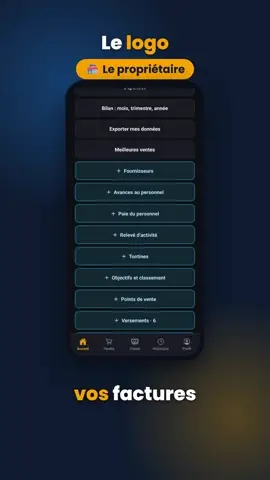 Le logo
Le propriétaire
Bilan : mois, trimestre, année
Exporter mes données
Meilleures ventes
+ Fournisseurs
+ Avances au personnel
+ Paie du personnel
+ Relevé d'activité
+ Tontines
+ Objectifs et classement
+ Points de vente
+ Versements · 6
Accueil
Profil
vos factures